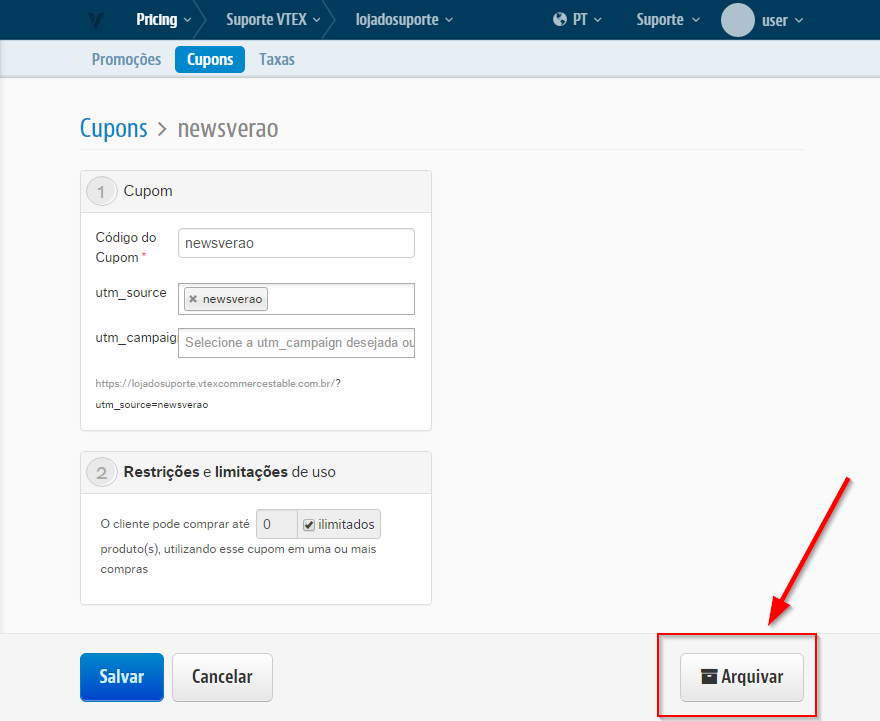 Pricing Suporte VTEX lojadosuporte PT Suporte user
Promoções Cupons Taxas
Cupons > newsverao
1 Cupom
Código do
Cupom *
newsverao
utm_source × newsverao
utm_campaig Selecione a utm_campaign desejada ou
https://lojadosuporte.vtexcommercestable.com.br/?
utm_source=newsverao
2 Restrições e limitações de uso
O cliente pode comprar até 0 ilimitados
produto(s), utilizando esse cupom em uma ou mais
compras
Salvar Cancelar Arquivar